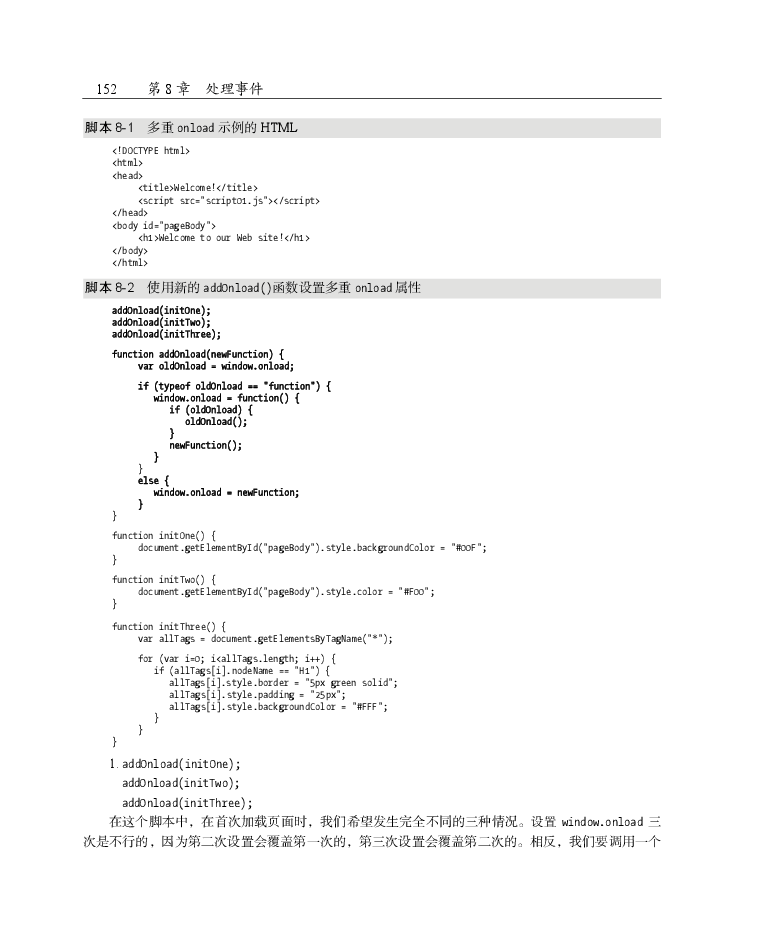 152 第 8 章 处理事件
脚本 8-1 多重 onload 示例的 HTML
<!DOCTYPE html>
<html>
<head>
<title>Welcome!</title>
<script src="script01.js"></script>
</head>
<body id="pageBody">
<h1>Welcome to our Web site!</h1>
</body>
</html>
脚本 8-2 使用新的 addOnload()函数设置多重 onload 属性
addOnload(initOne);
addOnload(initTwo);
addOnload(initThree);
function addOnload(newFunction) {
var oldOnload = window.onload;
if (typeof oldOnload == "function") {
window.onload = function() {
if (oldOnload) {
oldOnload();
}
newFunction();
}
}
else {
window.onload = newFunction;
}
}
function initOne() {
document.getElementById("pageBody").style.backgroundColor = "#00F";
}
function initTwo() {
document.getElementById("pageBody").style.color = "#F00";
}
function initThree() {
var allTags = document.getElementsByTagName("*");
for (var i=0; i<allTags.length; i++) {
if (allTags[i].nodeName == "H1") {
allTags[i].style.border = "5px green solid";
allTags[i].style.padding = "25px";
allTags[i].style.backgroundColor = "#FFF";
}
}
}
1. addOnload(initOne);
addOnload(initTwo);
addOnload(initThree);
在这个脚本中，在首次加载页面时，我们希望发生完全不同的三种情况。设置 window.onload 三
次是不行的，因为第二次设置会覆盖第一次的，第三次设置会覆盖第二次的。相反，我们要调用一个